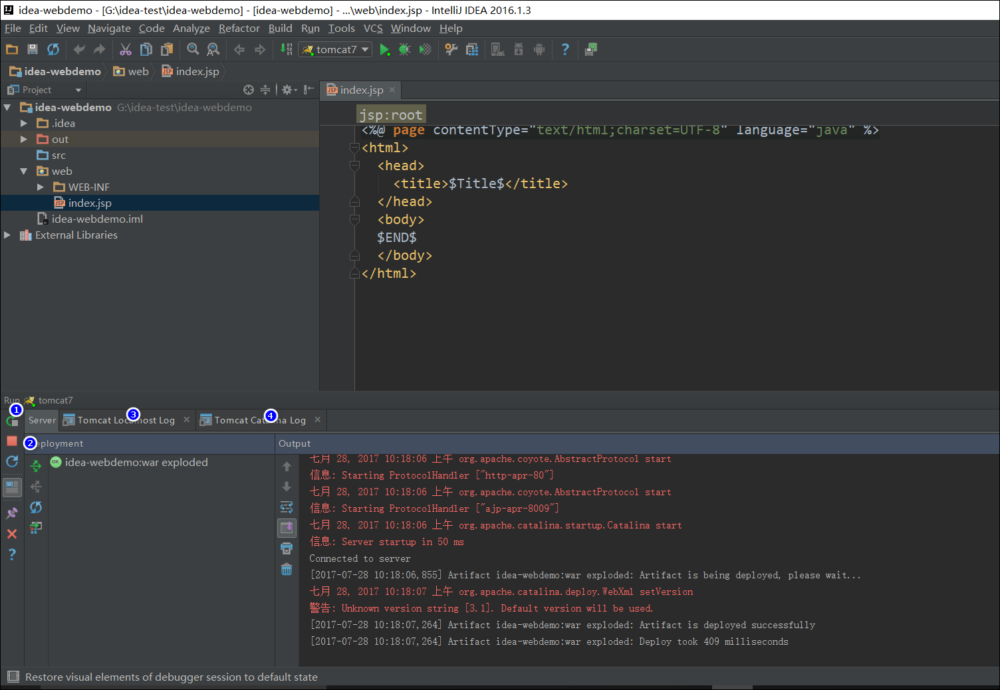 idea-webdemo - [G:\idea-test\idea-webdemo] - [idea-webdemo] - ...\web\index.jsp - IntelliJ IDEA 2016.1.3
File Edit View Navigate Code Analyze Refactor Build Run Tools VCS Window Help
tomcat7
idea-webdemo web index.jsp
Project
index.jsp
idea-webdemo G:\idea-test\idea-webdemo
.idea
out
src
web
WEB-INF
index.jsp
idea-webdemo.iml
External Libraries
jsp:root
<%@ page contentType="text/html;charset=UTF-8" language="java" %>
<html>
<head>
<title>$Title$</title>
</head>
<body>
$END$
</body>
</html>
Run tomcat7
1
3
4
Server Tomcat Localhost Log Tomcat Catalina Log
2
Deployment
Output
OK idea-webdemo:war exploded
七月 28, 2017 10:18:06 上午 org.apache.coyote.AbstractProtocol start
信息: Starting ProtocolHandler ["http-apr-80"]
七月 28, 2017 10:18:06 上午 org.apache.coyote.AbstractProtocol start
信息: Starting ProtocolHandler ["ajp-apr-8009"]
七月 28, 2017 10:18:06 上午 org.apache.catalina.startup.Catalina start
信息: Server startup in 50 ms
Connected to server
[2017-07-28 10:18:06,855] Artifact idea-webdemo:war exploded: Artifact is being deployed, please wait...
七月 28, 2017 10:18:07 上午 org.apache.catalina.deploy.WebXml setVersion
警告: Unknown version string [3.1]. Default version will be used.
[2017-07-28 10:18:07,264] Artifact idea-webdemo:war exploded: Artifact is deployed successfully
[2017-07-28 10:18:07,264] Artifact idea-webdemo:war exploded: Deploy took 409 milliseconds
Restore visual elements of debugger session to default state